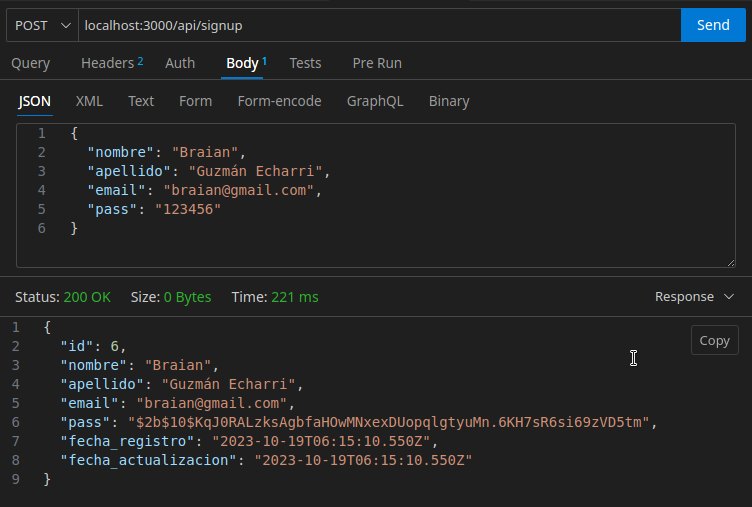 POST localhost:3000/api/signup Send
Query Headers 2 Auth Body 1 Tests Pre Run
JSON XML Text Form Form-encode GraphQL Binary
1 {
2 "nombre": "Braian",
3 "apellido": "Guzmán Echarri",
4 "email": "braian@gmail.com",
5 "pass": "123456"
6 }
Status: 200 OK Size: 0 Bytes Time: 221 ms Response
1 {
Copy
2 "id": 6,
3 "nombre": "Braian",
4 "apellido": "Guzmán Echarri",
5 "email": "braian@gmail.com",
6 "pass": "$2b$10$KqJ0RALzksAgbfaHOwMNxexDUopqlgtyuMn.6KH7sR6si69zVD5tm",
7 "fecha_registro": "2023-10-19T06:15:10.550Z",
8 "fecha_actualizacion": "2023-10-19T06:15:10.550Z"
9 }